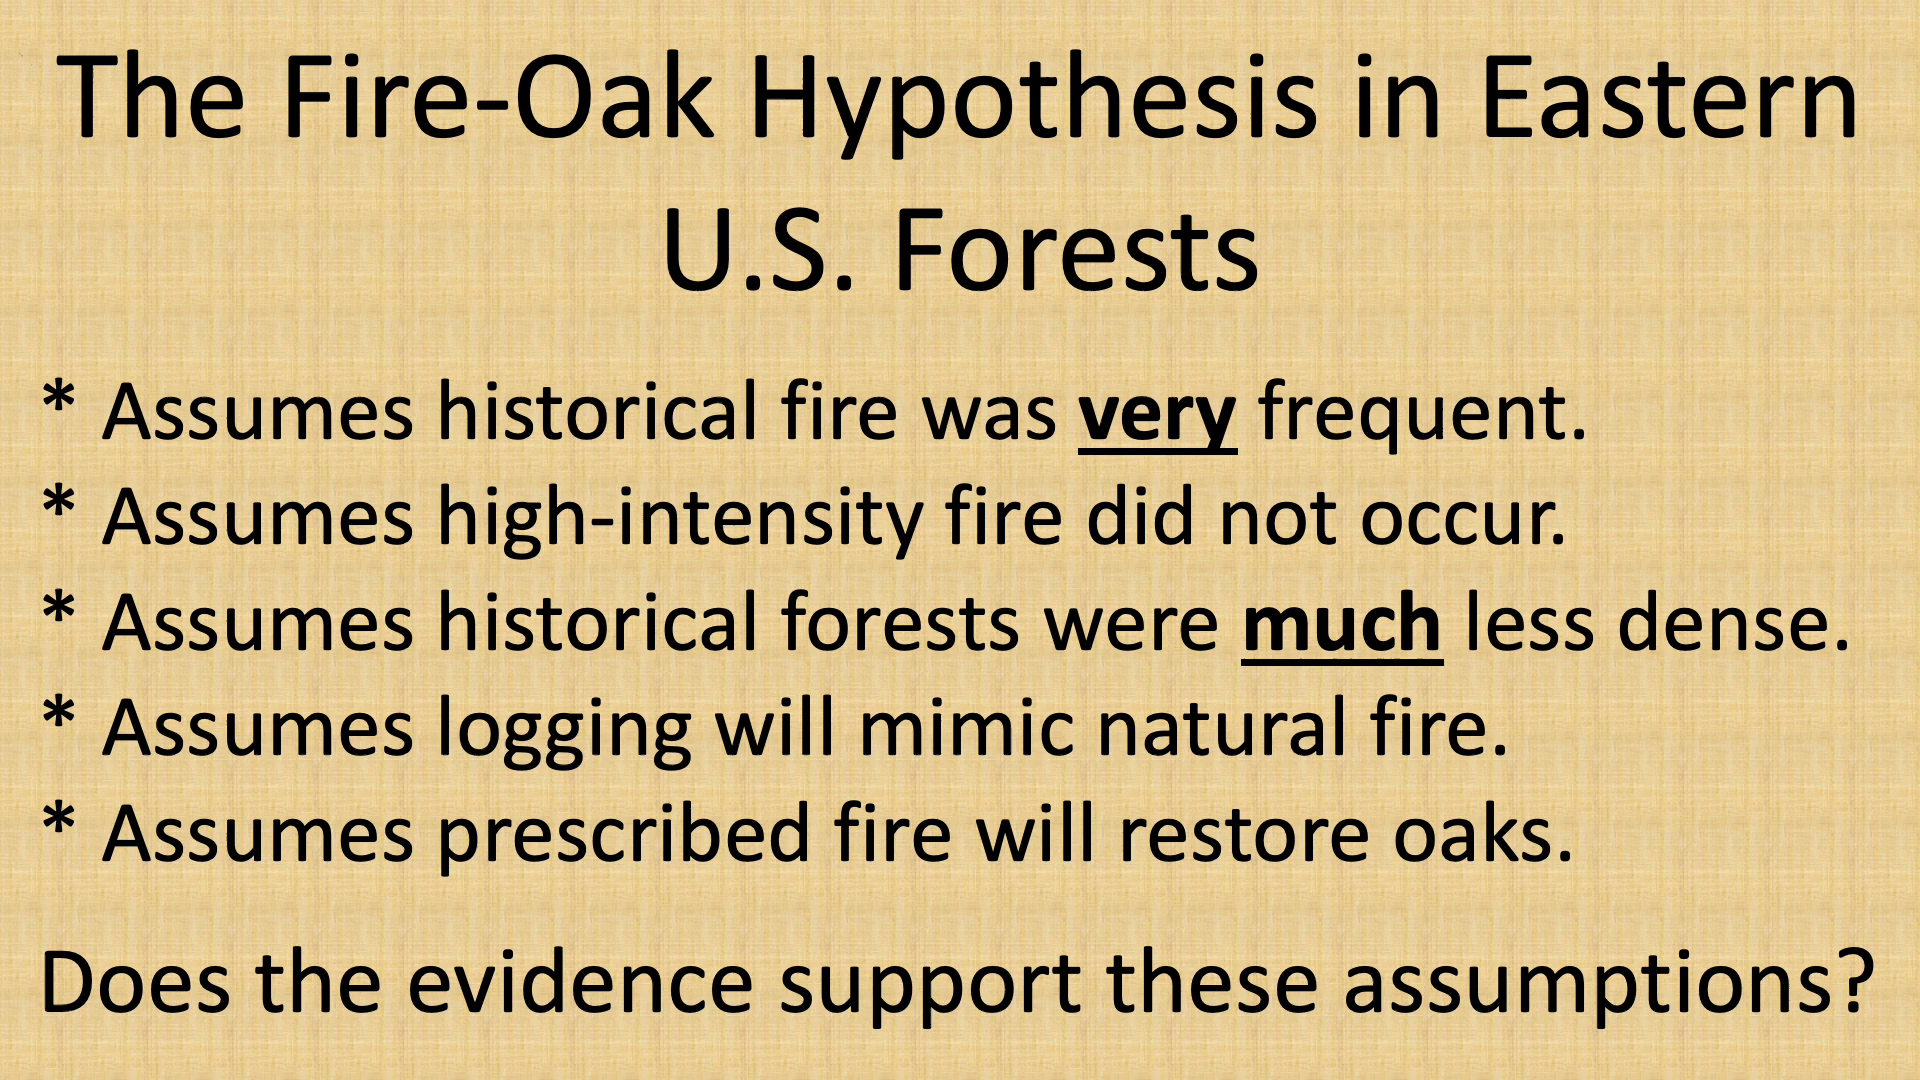 The Fire-Oak Hypothesis in Eastern
U.S. Forests
* Assumes historical fire was very frequent.
* Assumes high-intensity fire did not occur.
* Assumes historical forests were much less dense.
* Assumes logging will mimic natural fire.
* Assumes prescribed fire will restore oaks.
Does the evidence support these assumptions?